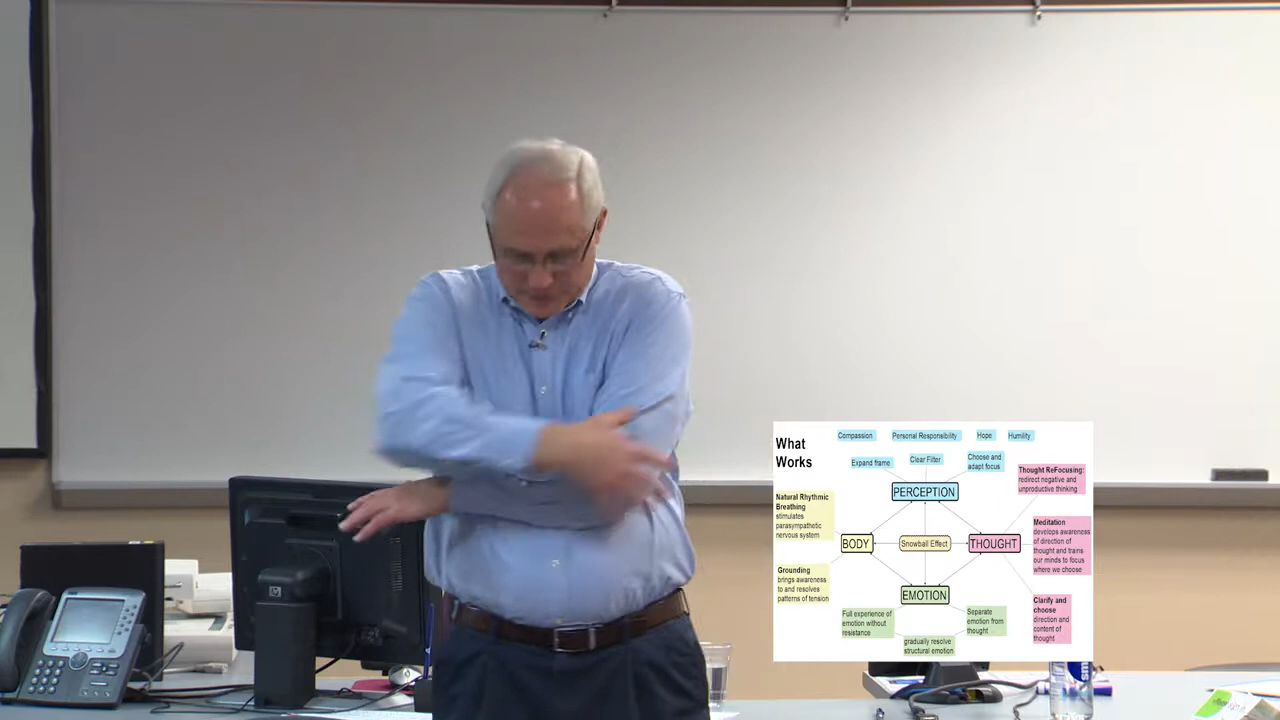 What
Works
Compassion
Personal Responsibility
Hope
Humility
Expand frame
Clear Filter
Choose and
adapt focus
Thought ReFocusing:
redirect negative and
unproductive thinking
PERCEPTION
Natural Rhythmic
Breathing
stimulates
parasympathetic
nervous system
Meditation
develops awareness
of direction of
thought and trains
our minds to focus
where we choose
BODY
Snowball Effect
THOUGHT
Grounding
brings awareness
to and resolves
patterns of tension
EMOTION
Clarify and
choose
direction and
content of
thought
Full experience of
emotion without
resistance
Separate
emotion from
thought
gradually resolve
structural emotion